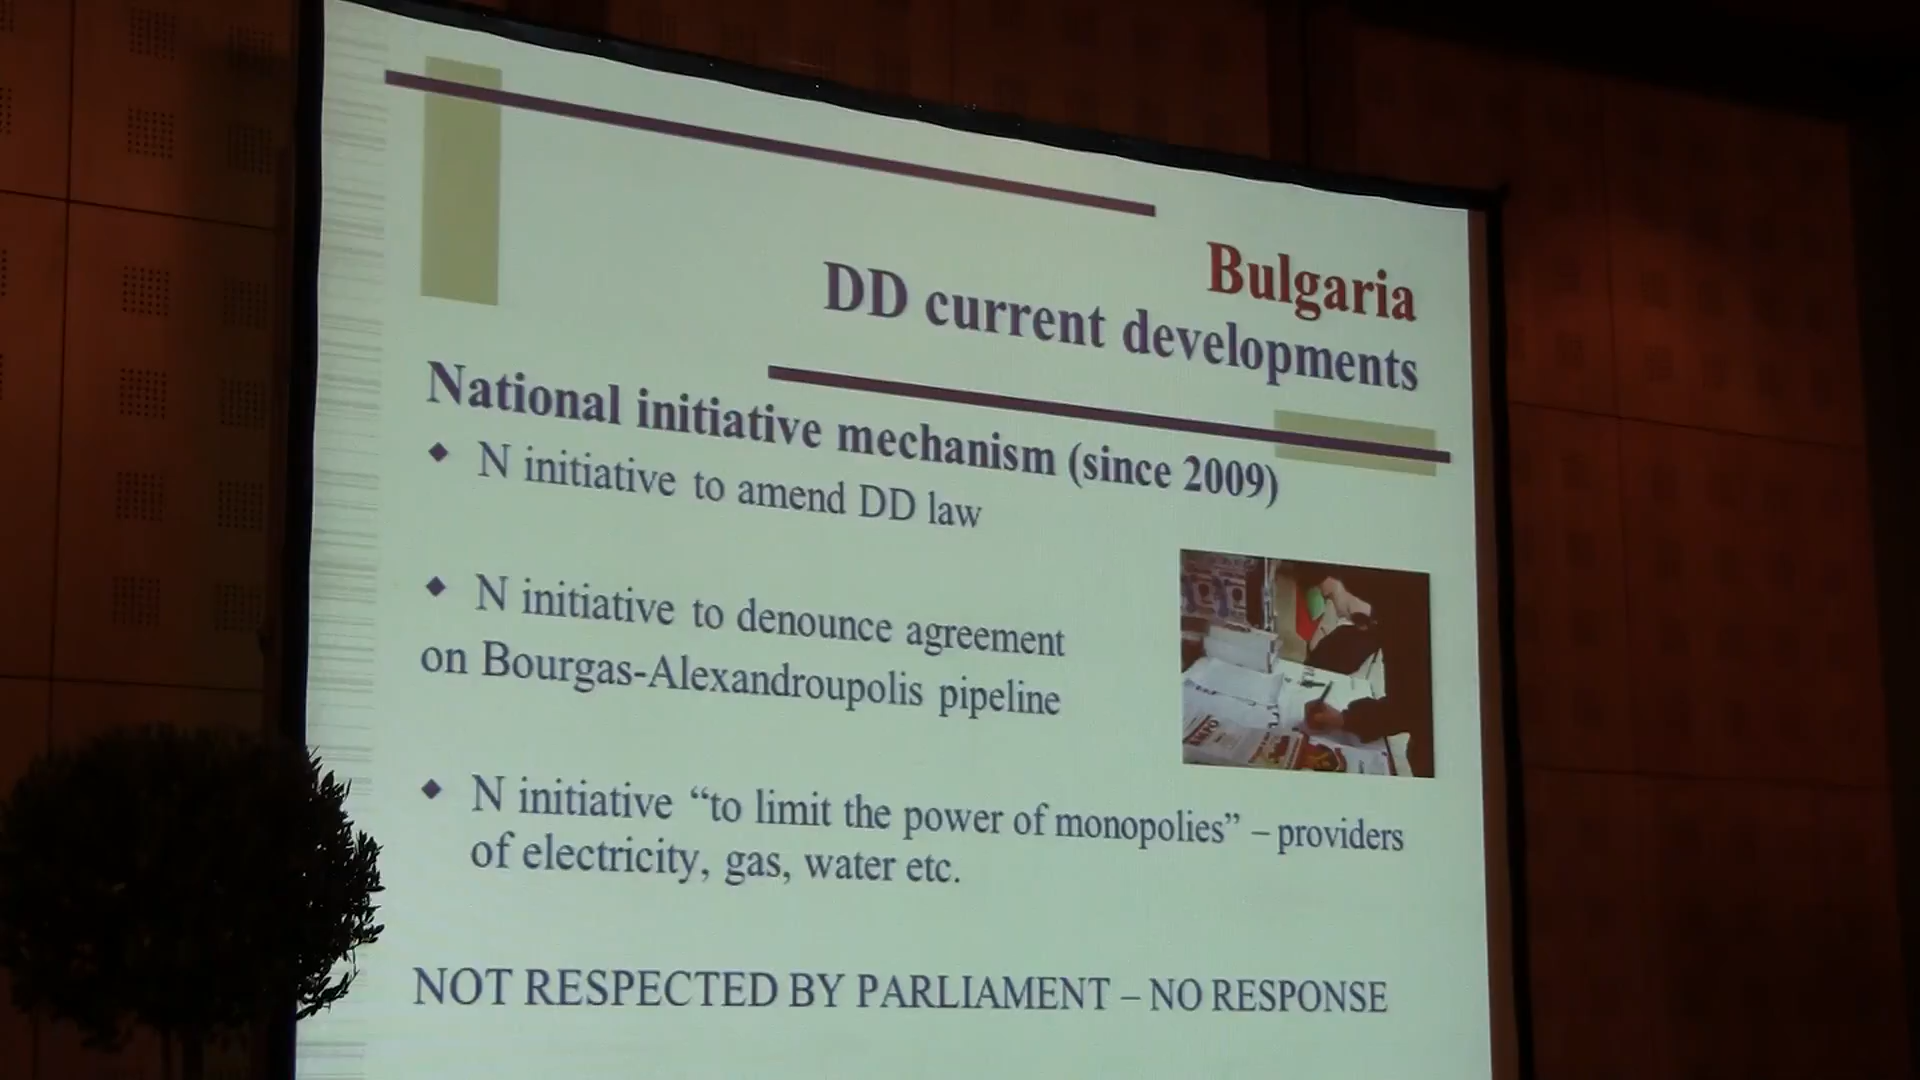 Bulgaria
DD current developments
National initiative mechanism (since 2009)
◆ N initiative to amend DD law
◆ N initiative to denounce agreement
on Bourgas-Alexandroupolis pipeline
◆ N initiative “to limit the power of monopolies” – providers
of electricity, gas, water etc.
NOT RESPECTED BY PARLIAMENT – NO RESPONSE